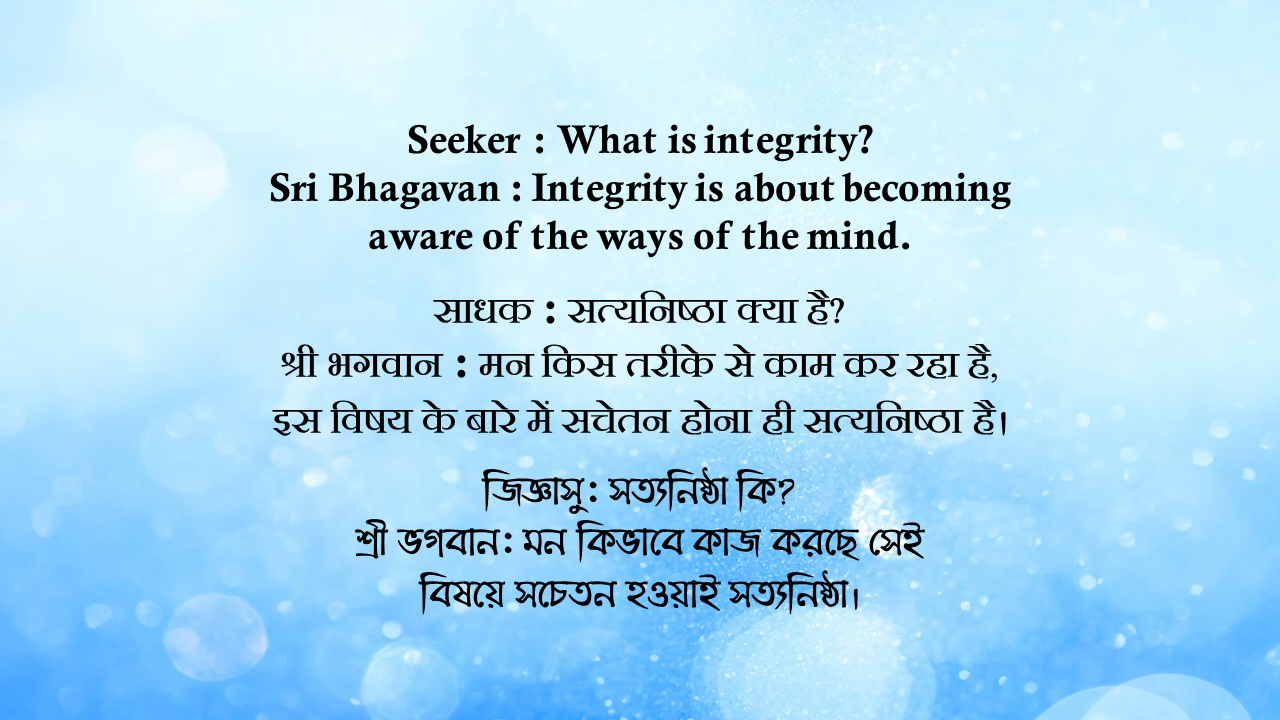 Seeker : What is integrity?
Sri Bhagavan : Integrity is about becoming
aware of the ways of the mind.
साधक : सत्यनिष्ठा क्या है?
श्री भगवान : मन किस तरीके से काम कर रहा है,
इस विषय के बारे में सचेतन होना ही सत्यनिष्ठा है।
জিজ্ঞাসু: সত্যনিষ্ঠা কি?
শ্রী ভগবান: মন কিভাবে কাজ করছে সেই
বিষয়ে সচেতন হওয়াই সত্যনিষ্ঠা।